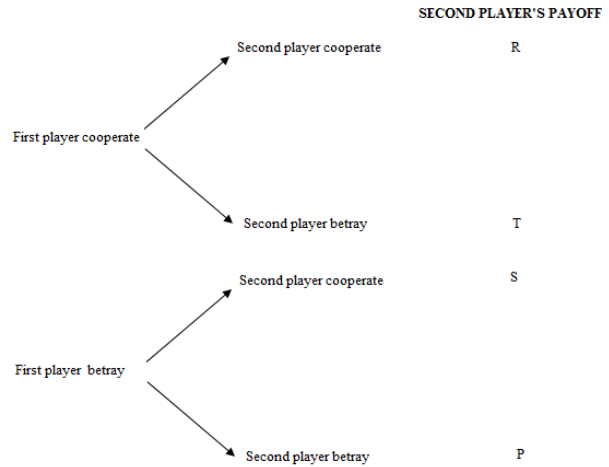 SECOND PLAYER'S PAYOFF
Second player cooperate R
First player cooperate
Second player betray T
Second player cooperate S
First player betray
Second player betray P